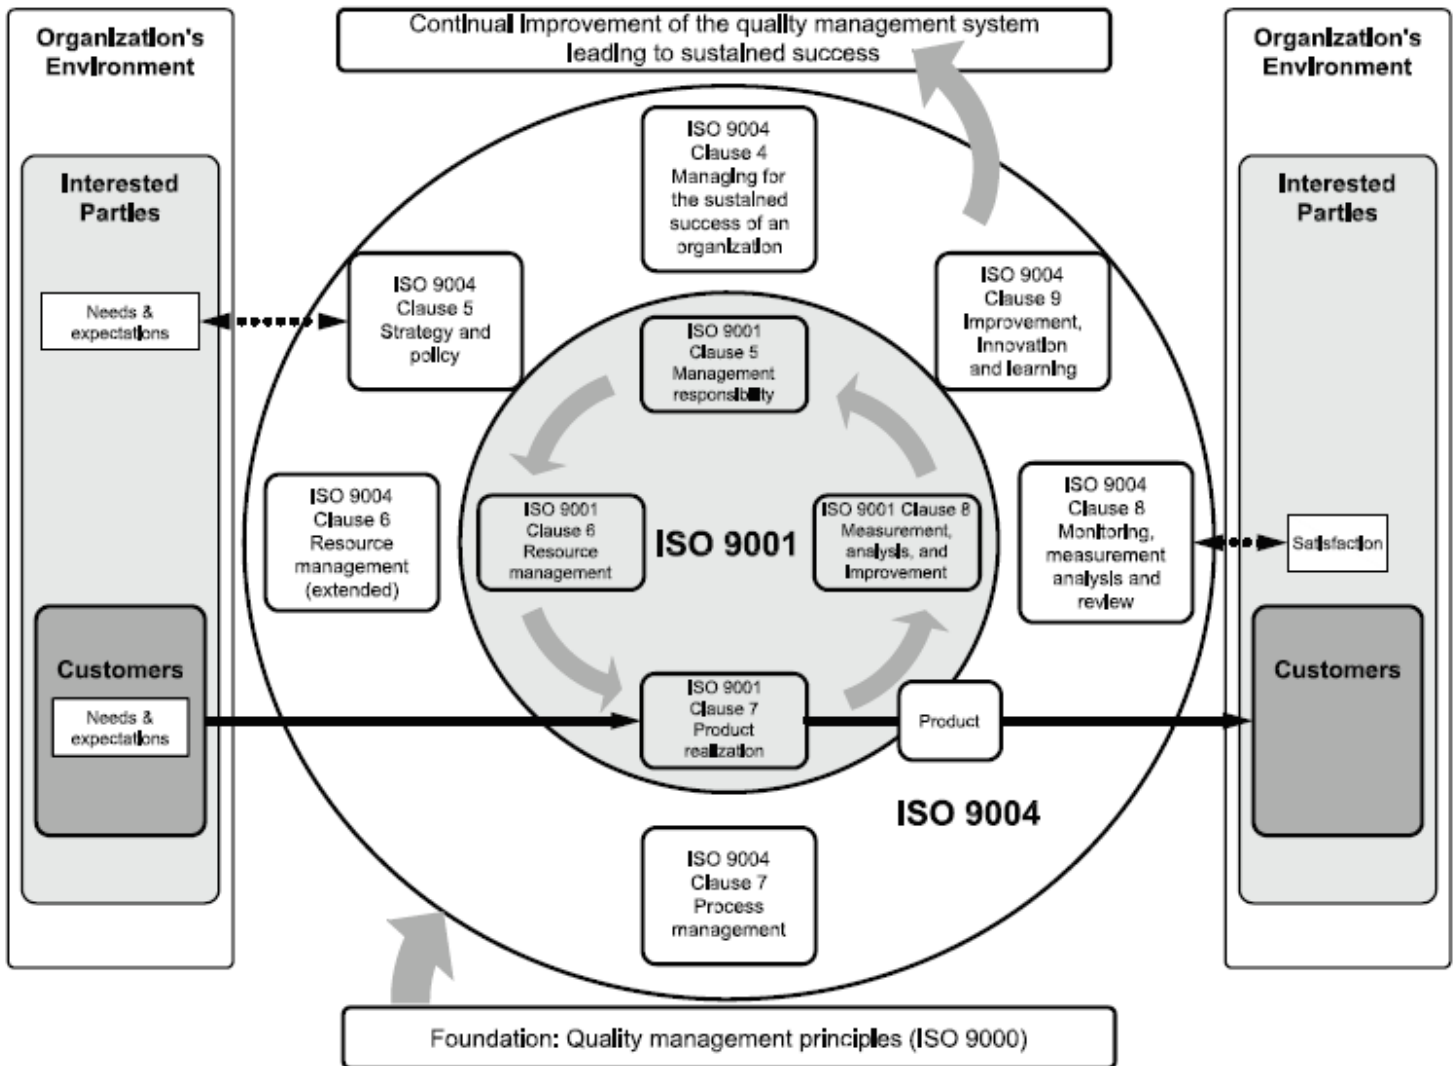 Organization's
Environment
Interested
Parties
Needs &
expectations
Customers
Needs &
expectations
Continual improvement of the quality management system
leading to sustained success
ISO 9004
Clause 4
Managing for
the sustained
success of an
organization
ISO 9004
Clause 5
Strategy and
policy
ISO 9004
Clause 9
Improvement,
Innovation
and learning
ISO 9001
Clause 5
Management
responsibility
ISO 9004
Clause 6
Resource
management
(extended)
ISO 9001
Clause 6
Resource
management
ISO 9001
ISO 9001 Clause 8
Measurement,
analysis, and
Improvement
ISO 9004
Clause 8
Monitoring,
measurement
analysis and
review
ISO 9001
Clause 7
Product
realization
Product
ISO 9004
ISO 9004
Clause 7
Process
management
Foundation: Quality management principles (ISO 9000)
Organization's
Environment
Interested
Parties
Satisfaction
Customers